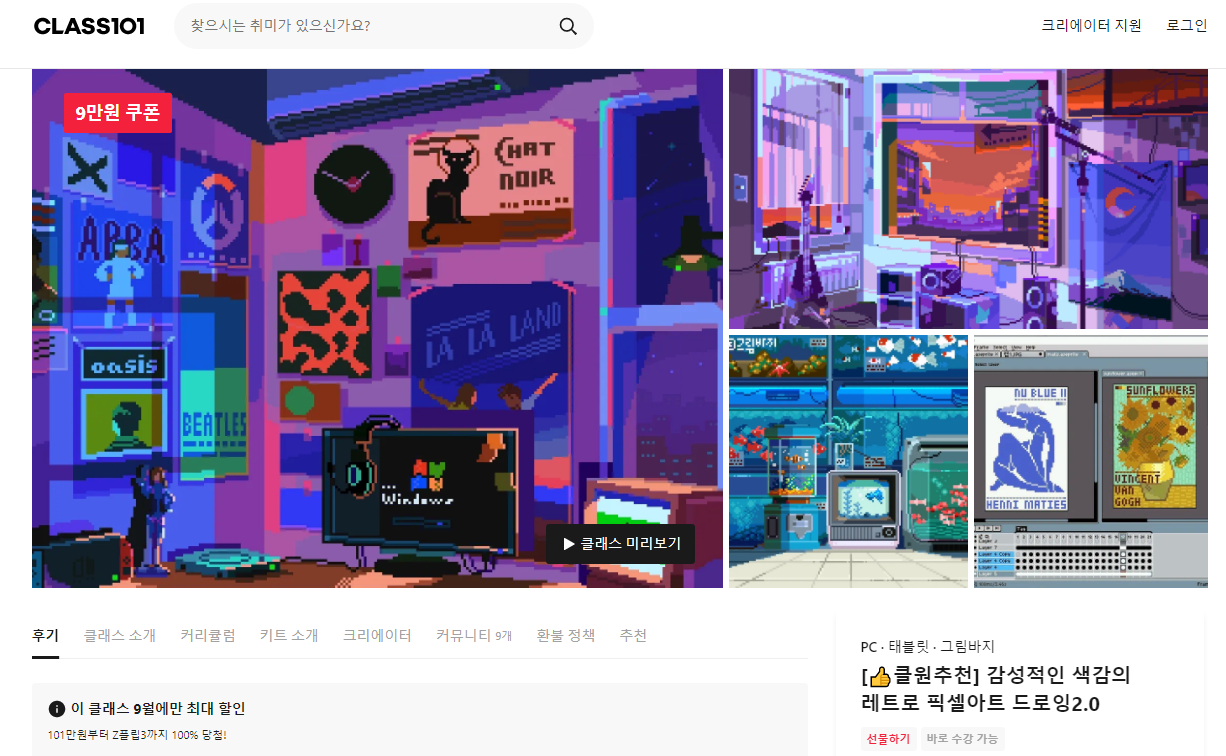 CLASS101
찾으시는 취미가 있으신가요?
크리에이터 지원
로그인
9만원 쿠폰
CHAT
NOIR
ABBA
oasis
BEATLES
LA LA LAND
Windows
▶ 클래스 미리보기
그림바지
NU BLUE II
HENNI MATIES
SUNFLOWERS
VINCENT
VAN
GOGH
후기
클래스 소개
커리큘럼
키트 소개
크리에이터
커뮤니티 9개
환불 정책
추천
이 클래스 9월에만 최대 할인
101만원부터 Z플립3까지 100% 당첨!
PC · 태블릿 · 그림바지
[👍클원추천] 감성적인 색감의
레트로 픽셀아트 드로잉2.0
선물하기
바로 수강 가능